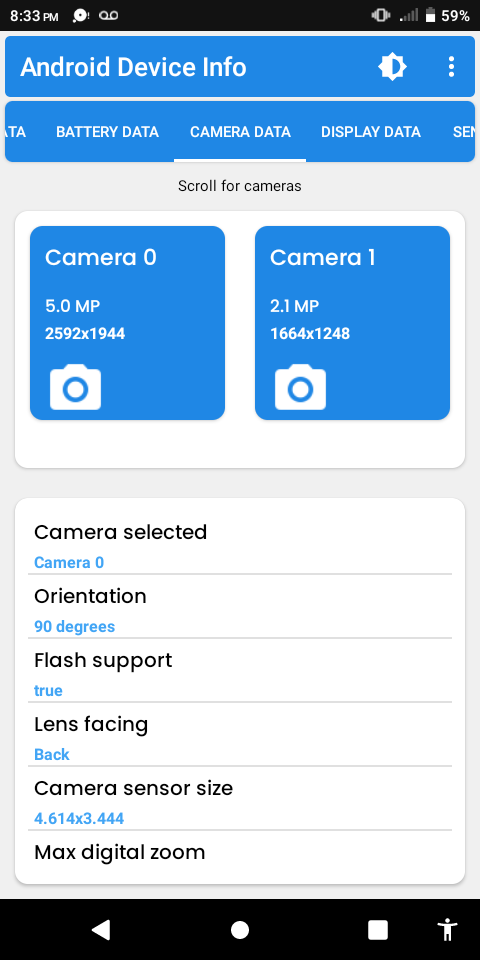 8:33 PM
59%
Android Device Info
ATA BATTERY DATA CAMERA DATA DISPLAY DATA SEN
Scroll for cameras
Camera 0
5.0 MP
2592x1944
Camera 1
2.1 MP
1664x1248
Camera selected
Camera 0
Orientation
90 degrees
Flash support
true
Lens facing
Back
Camera sensor size
4.614x3.444
Max digital zoom